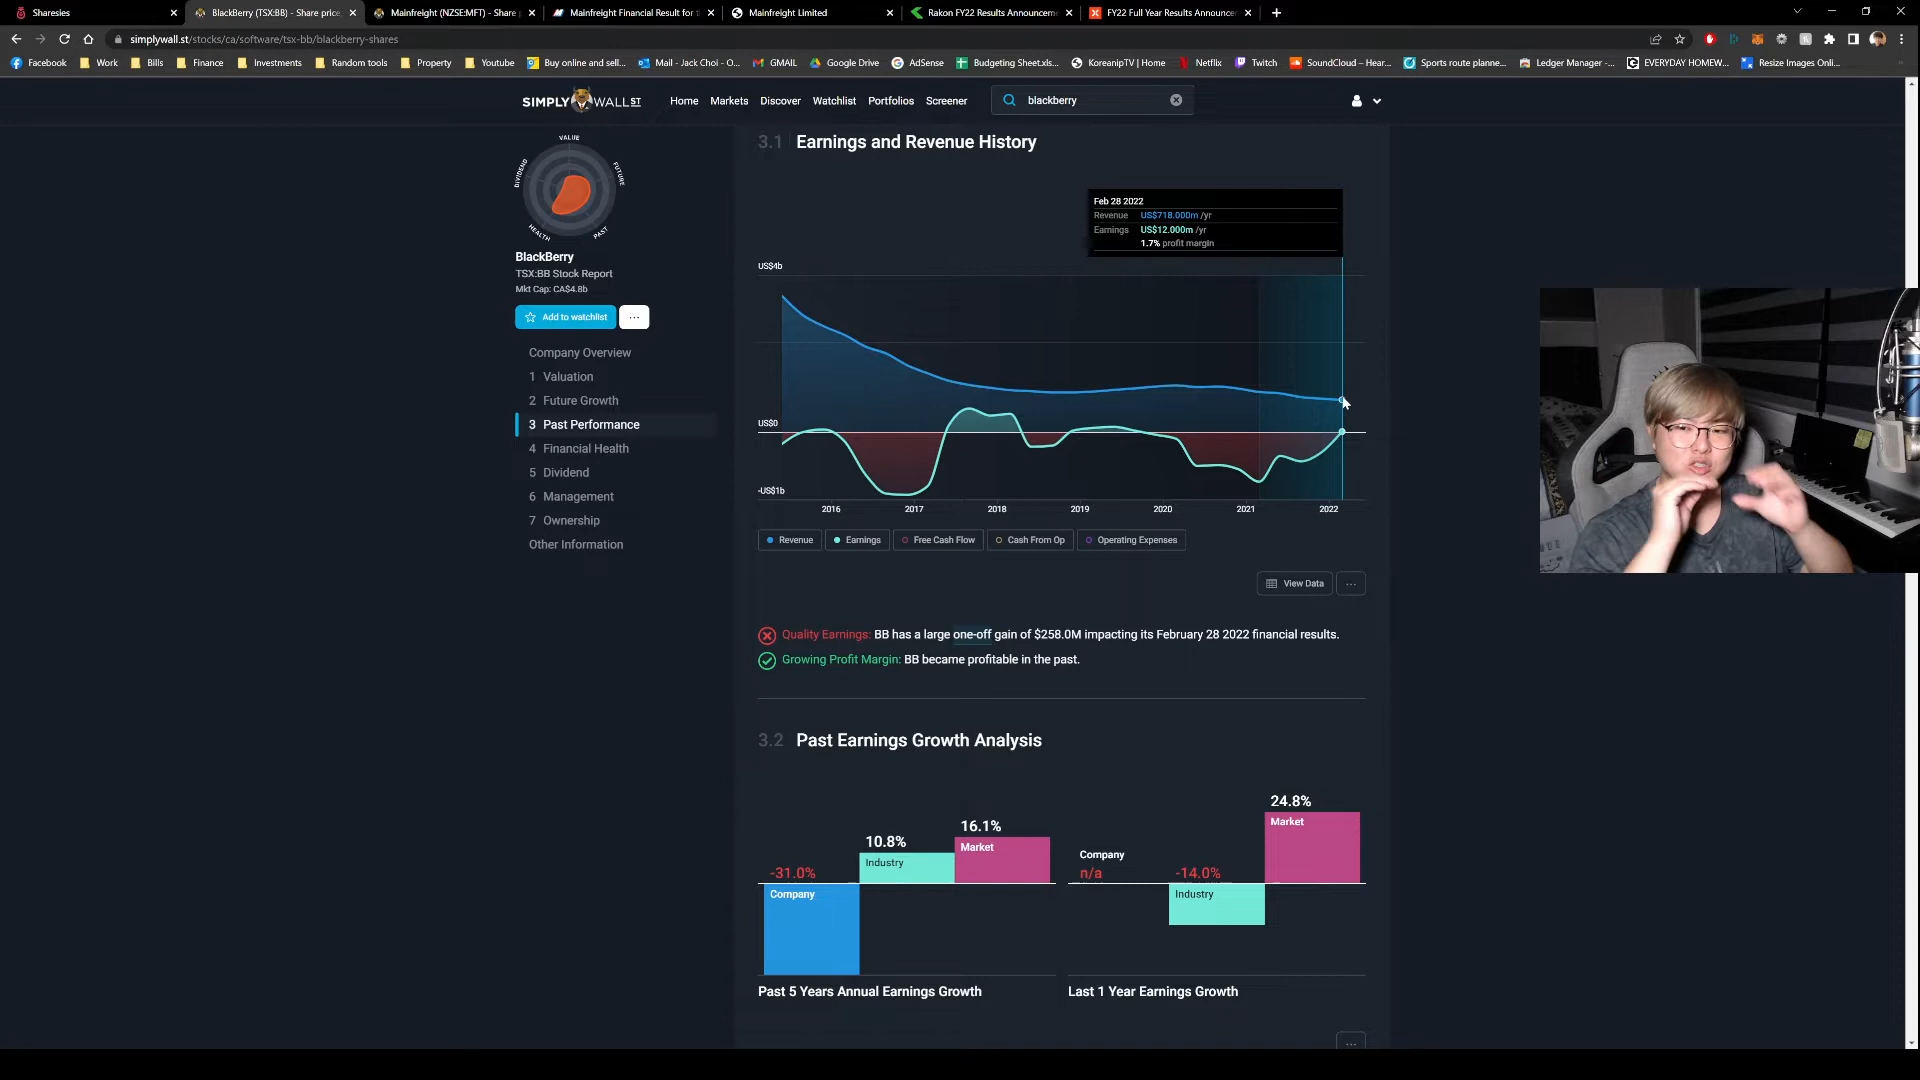 Sharesies
BlackBerry (TSX:BB) - Share price,
Mainfreight (NZSE:MFT) - Share p
Mainfreight Financial Result for t
Mainfreight Limited
Rakon FY22 Results Announcem
FY22 Full Year Results Announce
simplywall.st/stocks/ca/software/tsx-bb/blackberry-shares
Facebook
Work
Bills
Finance
Investments
Random tools
Property
Youtube
Buy online and sell...
Mail - Jack Choi - O...
GMAIL
Google Drive
AdSense
Budgeting Sheet.xls...
KoreanipTV | Home
Netflix
Twitch
SoundCloud – Hear...
Sports route planne...
Ledger Manager -...
EVERYDAY HOMEW...
Resize Images Onli...
SIMPLY WALL ST
Home
Markets
Discover
Watchlist
Portfolios
Screener
blackberry
VALUE
FUTURE
PAST
HEALTH
DIVIDEND
BlackBerry
TSX:BB Stock Report
Mkt Cap: CA$4.8b
Add to watchlist
...
Company Overview
1 Valuation
2 Future Growth
3 Past Performance
4 Financial Health
5 Dividend
6 Management
7 Ownership
Other Information
3.1 Earnings and Revenue History
Feb 28 2022
Revenue US$718.000m /yr
Earnings US$12.000m /yr
1.7% profit margin
US$4b
US$0
-US$1b
2016 2017 2018 2019 2020 2021 2022
Revenue
Earnings
Free Cash Flow
Cash From Op
Operating Expenses
View Data
...
Quality Earnings: BB has a large one-off gain of $258.0M impacting its February 28 2022 financial results.
Growing Profit Margin: BB became profitable in the past.
3.2 Past Earnings Growth Analysis
-31.0%
Company
10.8%
Industry
16.1%
Market
Company
n/a
-14.0%
Industry
24.8%
Market
Past 5 Years Annual Earnings Growth
Last 1 Year Earnings Growth
...